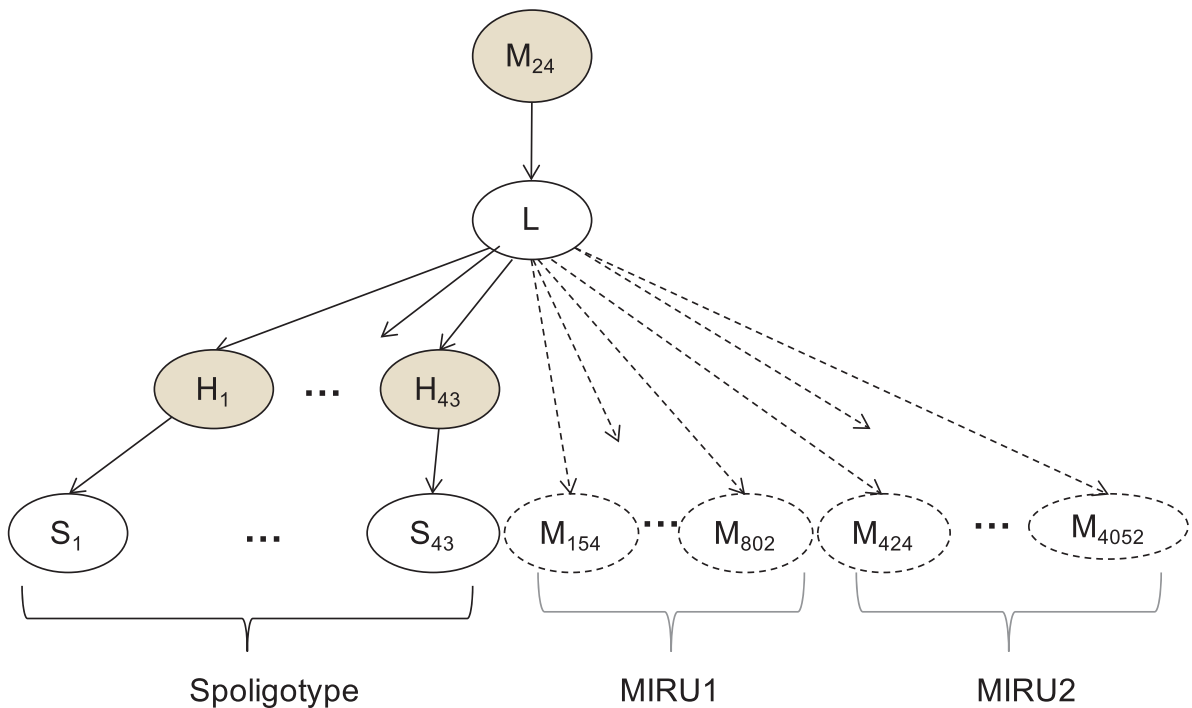 M24
L
H1 ... H43
S1 ... S43 M154 ... M802 M424 ... M4052
Spoligotype MIRU1 MIRU2